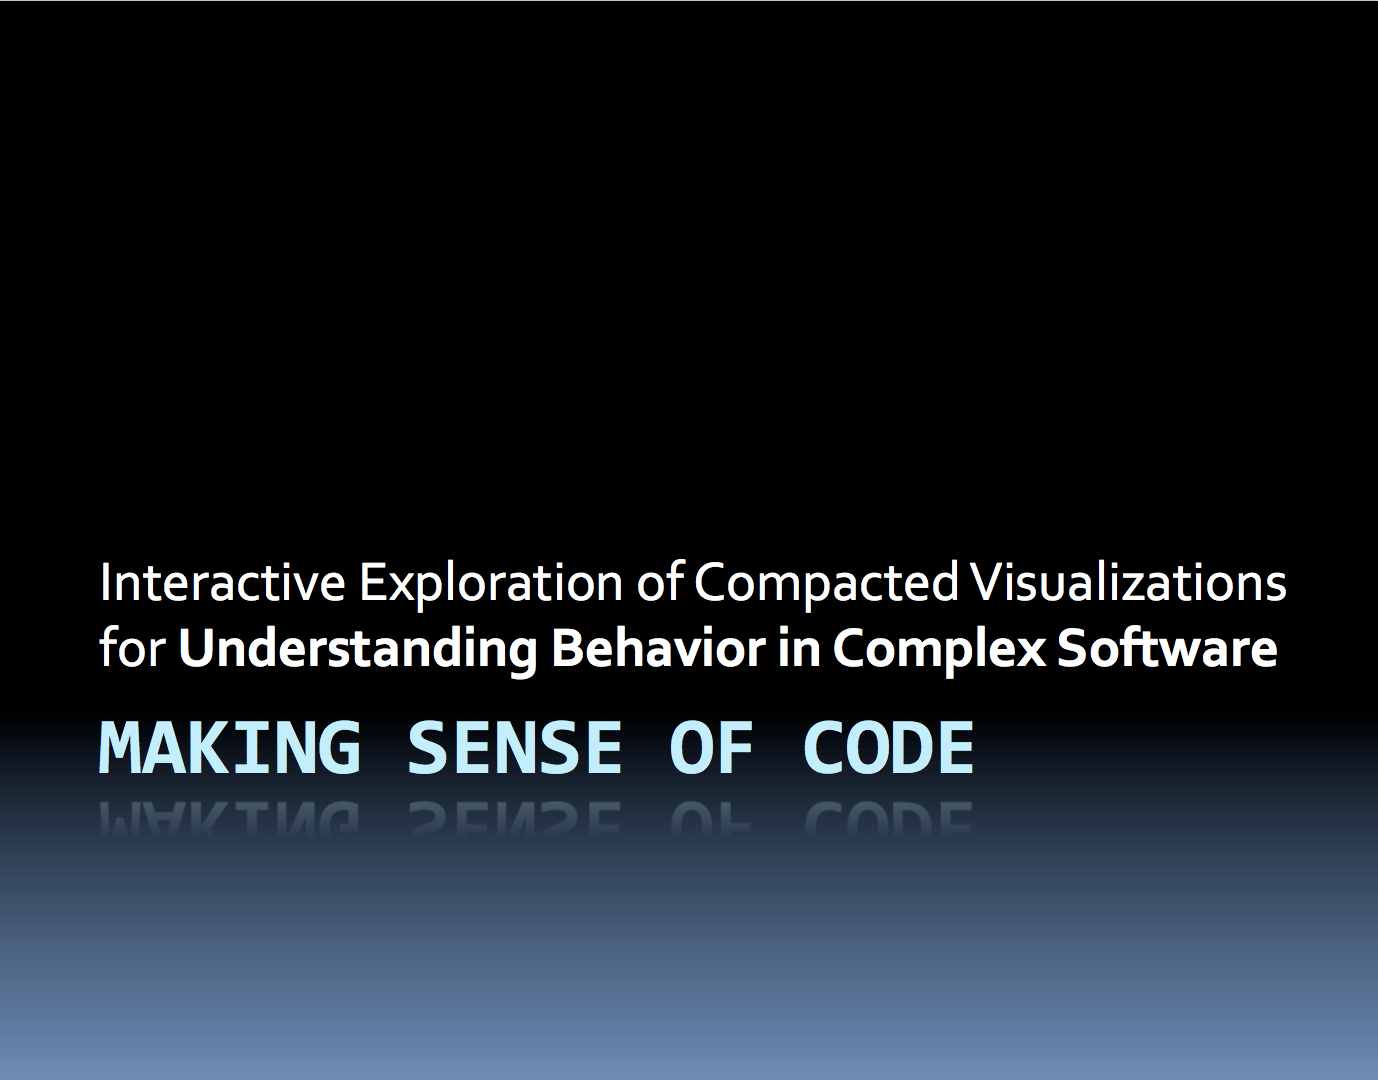 Interactive Exploration of Compacted Visualizations
for Understanding Behavior in Complex Software
MAKING SENSE OF CODE